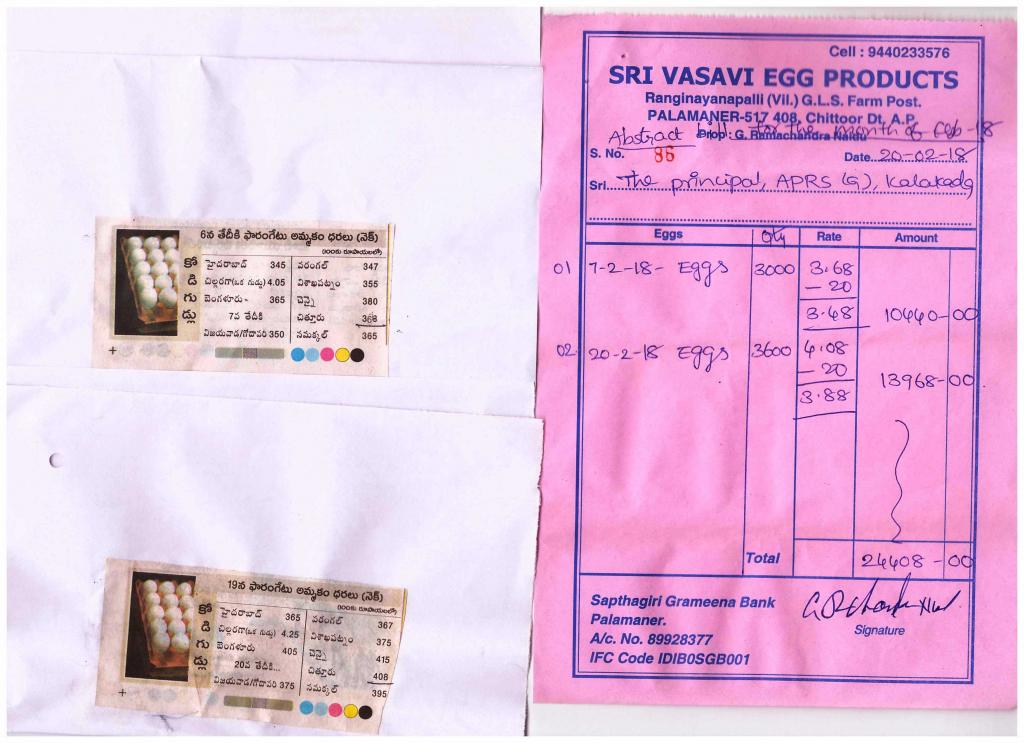 6న తేదీకి ఫారంగేటు అమ్మకం ధరలు (నెక్)
(100కు రూపాయలలో)
కోడిగుడ్లు
హైదరాబాద్ 345 వరంగల్ 347
చిల్లరగా(ఒక గుడ్డు) 4.05 విశాఖపట్నం 355
బెంగళూరు- 365 చెన్నై 380
7వ తేదీకి చిత్తూరు 368
విజయవాడ/గోదావరి 350 నమక్కల్ 365
19న ఫారంగేటు అమ్మకం ధరలు (నెక్)
(100కు రూపాయలలో)
కోడిగుడ్లు
హైదరాబాద్ 365 వరంగల్ 367
చిల్లరగా(ఒక గుడ్డు) 4.25 విశాఖపట్నం 375
బెంగళూరు 405 చెన్నై 415
20వ తేదీకి... చిత్తూరు 408
విజయవాడ/గోదావరి 375 నమక్కల్ 395
Cell : 9440233576
SRI VASAVI EGG PRODUCTS
Ranginayanapalli (Vil.) G.L.S. Farm Post.
PALAMANER-517 408, Chittoor Dt, A.P.
Prop : G. Ramachandra Naidu
Abstract bill for the month of Feb-18
S. No. 86 Date 20-02-18
Sri The principal, APRS (G), Kalakada
Eggs Qty Rate Amount
01 7-2-18- Eggs 3000 3.68
- 20
3.48 10440-00
02 20-2-18 Eggs 3600 4.08
- 20
3.88 13968-00
Total 24408-00
Sapthagiri Grameena Bank
Palamaner.
A/c. No. 89928377
IFC Code IDIB0SGB001
Signature